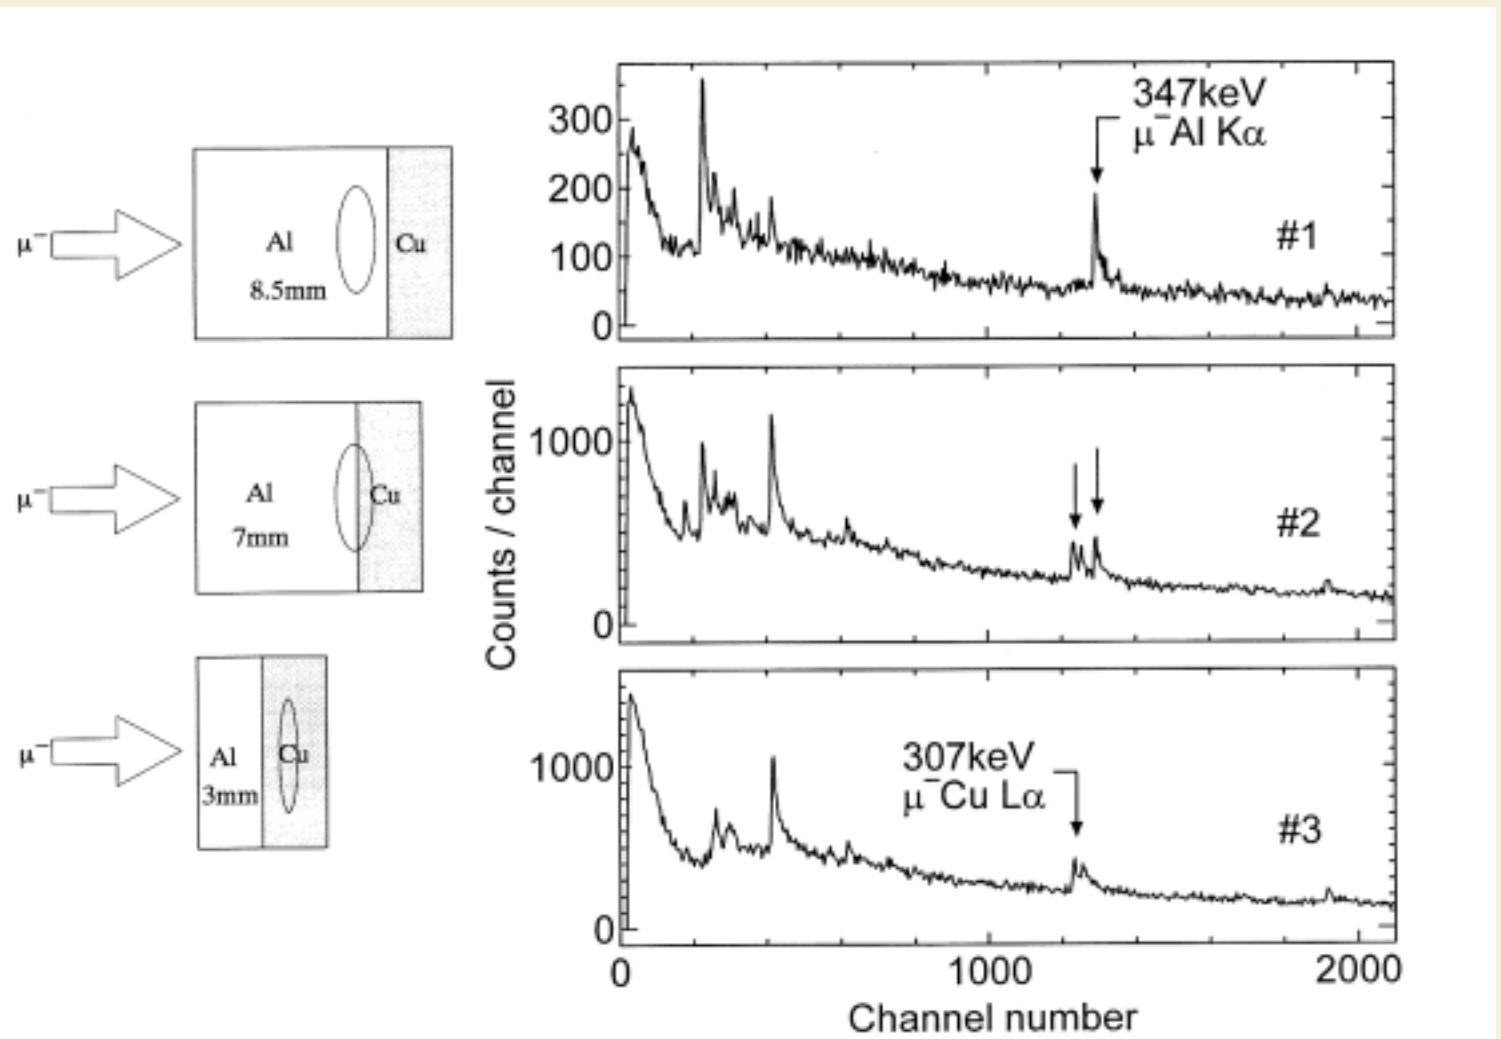 μ⁻
Al
8.5mm
Cu
μ⁻
Al
7mm
Cu
μ⁻
Al
3mm
Cu
Counts / channel
300
200
100
0
347keV
μ⁻Al Kα
#1
1000
0
#2
1000
0
307keV
μ⁻Cu Lα
#3
0
1000
2000
Channel number